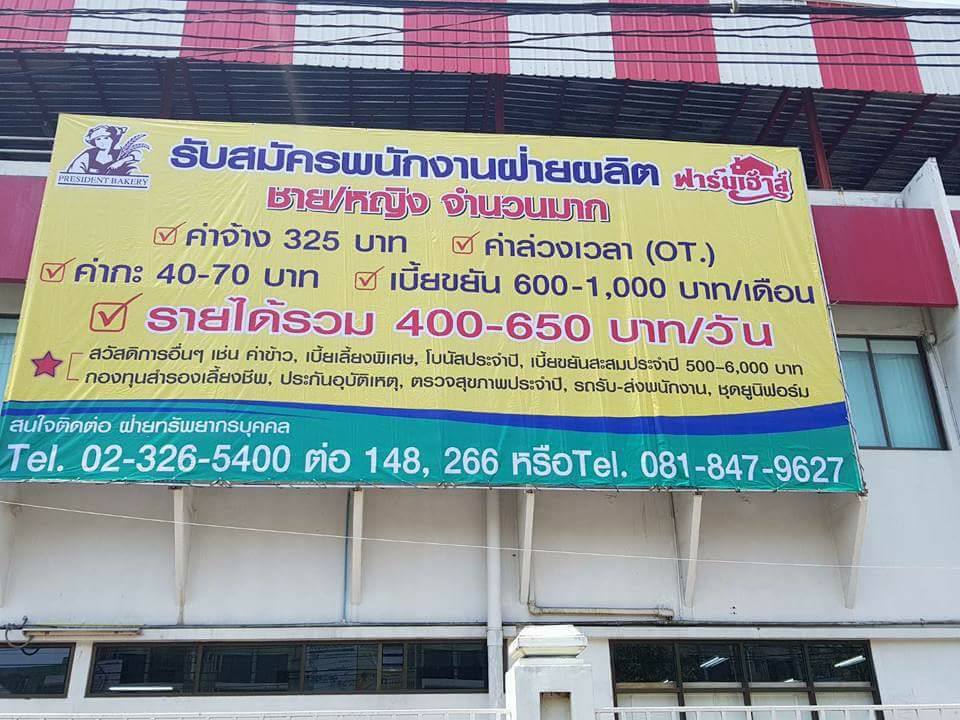 PRESIDENT BAKERY
รับสมัครพนักงานฝ่ายผลิต
ฟาร์มเฮ้าส์
ชาย/หญิง จำนวนมาก
ค่าจ้าง 325 บาท
ค่าล่วงเวลา (OT.)
ค่ากะ 40-70 บาท
เบี้ยขยัน 600-1,000 บาท/เดือน
รายได้รวม 400-650 บาท/วัน
สวัสดิการอื่นๆ เช่น ค่าข้าว, เบี้ยเลี้ยงพิเศษ, โบนัสประจำปี, เบี้ยขยันสะสมประจำปี 500-6,000 บาท
กองทุนสำรองเลี้ยงชีพ, ประกันอุบัติเหตุ, ตรวจสุขภาพประจำปี, รถรับ-ส่งพนักงาน, ชุดยูนิฟอร์ม
สนใจติดต่อ ฝ่ายทรัพยากรบุคคล
Tel. 02-326-5400 ต่อ 148, 266 หรือTel. 081-847-9627